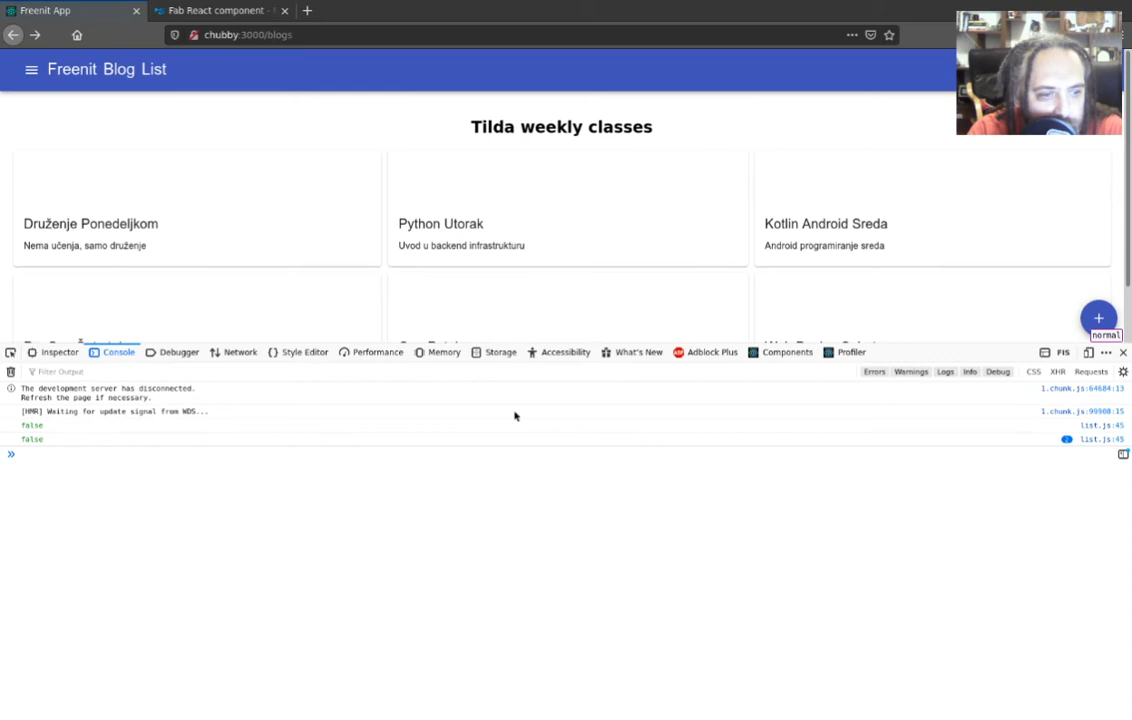 Freenit App
Fab React component -
chubby:3000/blogs
Freenit Blog List
Tilda weekly classes
Druženje Ponedeljkom
Nema učenja, samo druženje
Python Utorak
Uvod u backend infrastrukturu
Kotlin Android Sreda
Android programiranje sreda
+
normal
Inspector
Console
Debugger
Network
Style Editor
Performance
Memory
Storage
Accessibility
What's New
Adblock Plus
Components
Profiler
FIS
Filter Output
Errors
Warnings
Logs
Info
Debug
CSS
XHR
Requests
The development server has disconnected.
Refresh the page if necessary.
1.chunk.js:64684:13
[HMR] Waiting for update signal from WDS...
1.chunk.js:99908:15
false
list.js:45
false
2 list.js:45